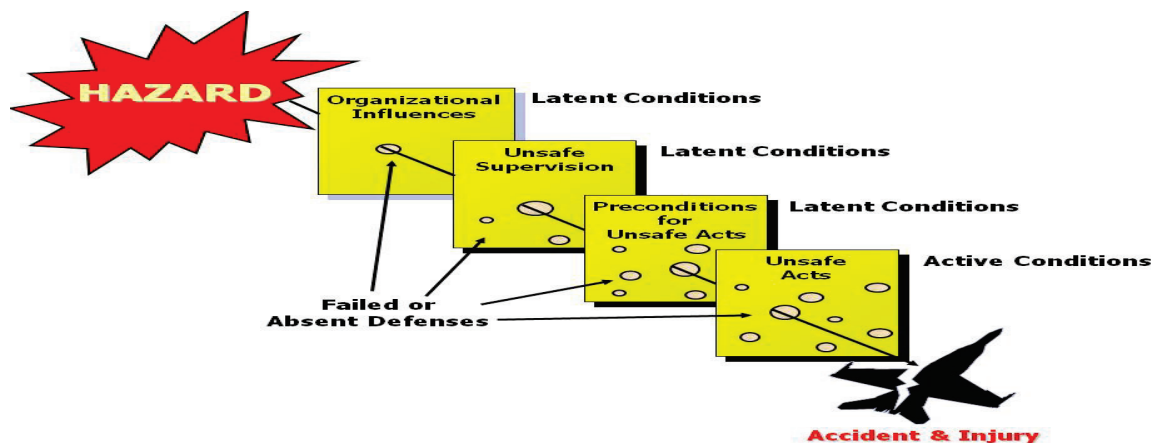 HAZARD
Organizational
Influences
Latent Conditions
Unsafe
Supervision
Latent Conditions
Preconditions
for
Unsafe Acts
Latent Conditions
Unsafe
Acts
Active Conditions
Failed or
Absent Defenses
Accident & Injury